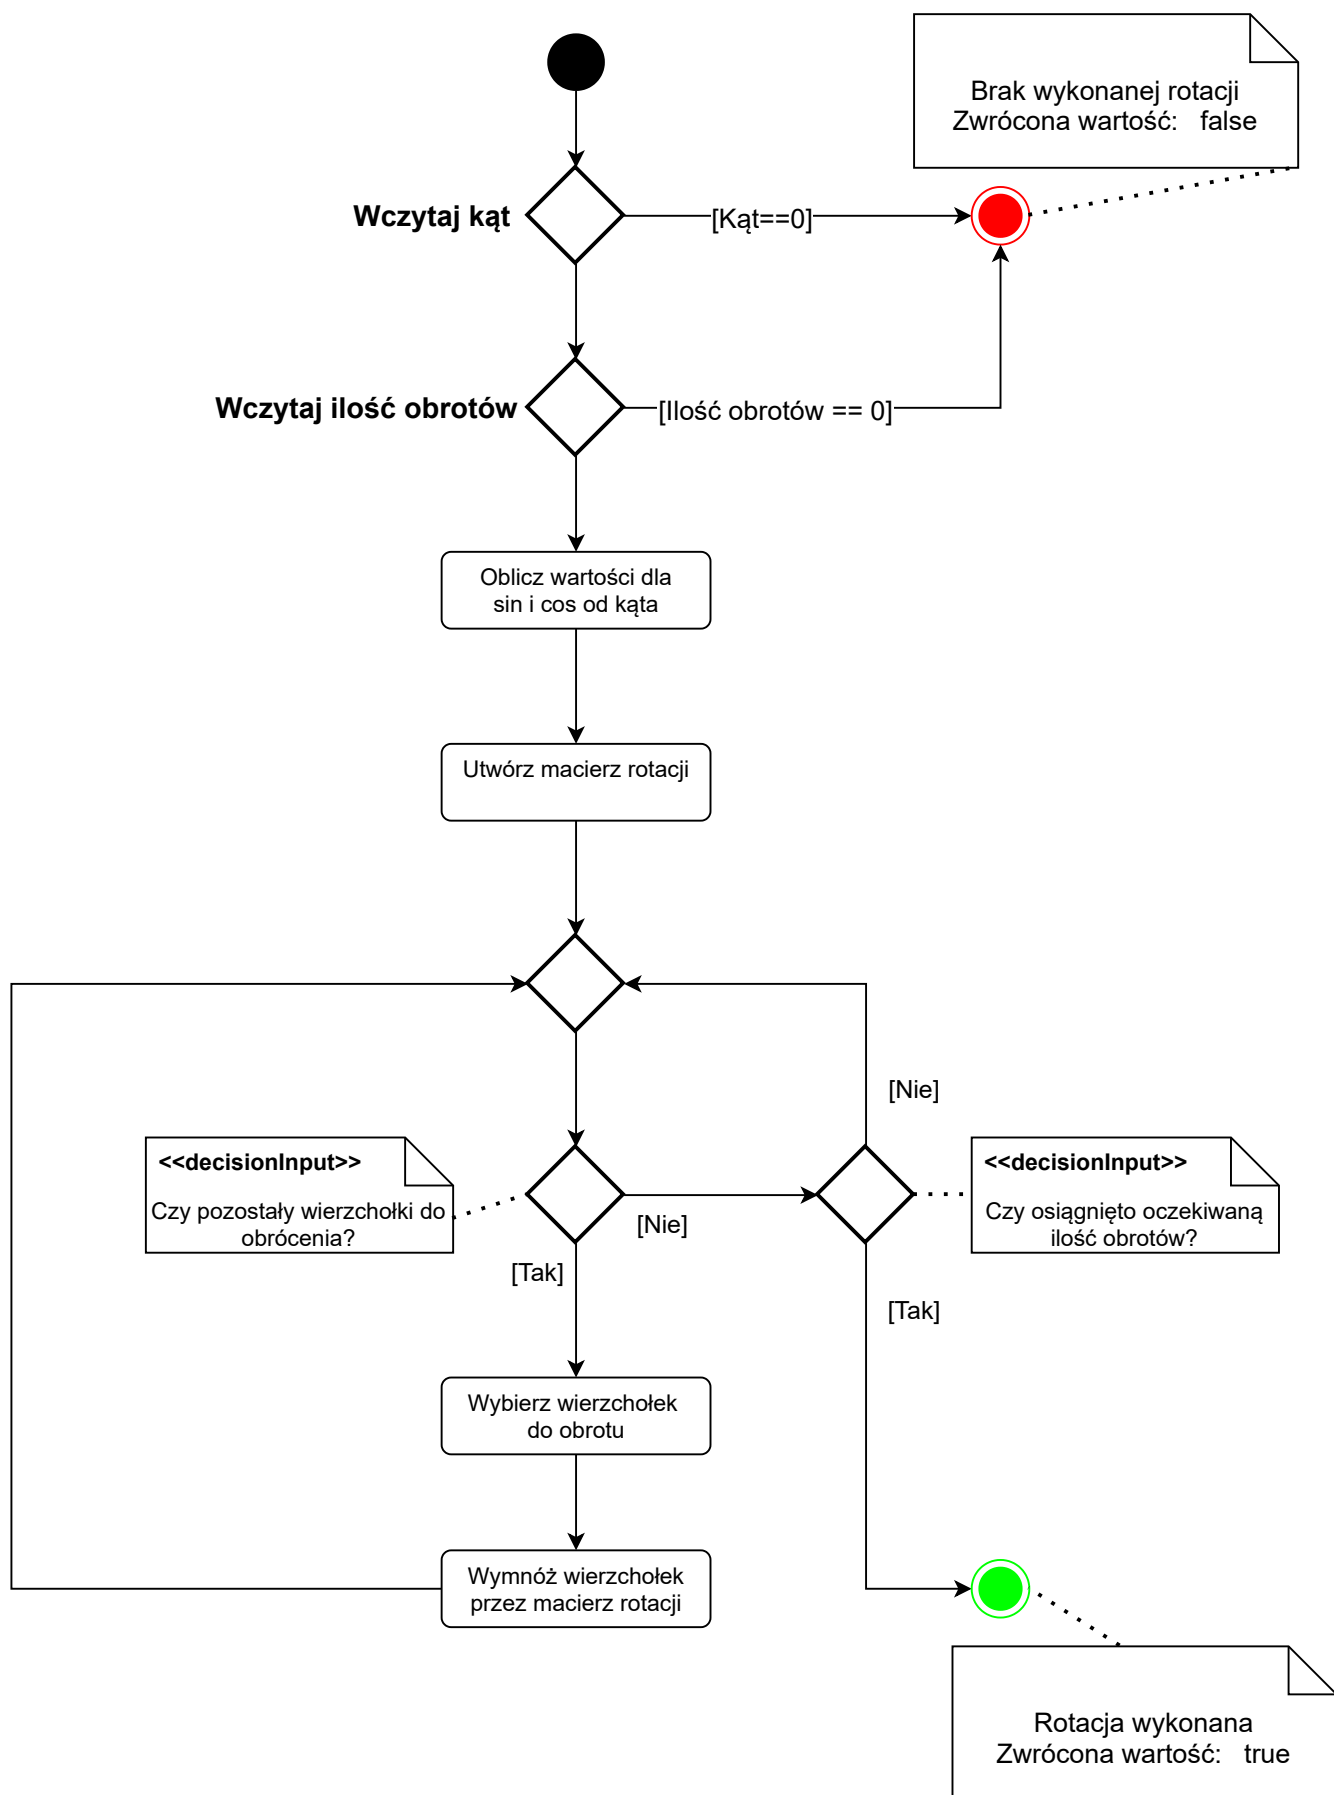 Brak wykonanej rotacji
Zwrócona wartość: false
Wczytaj kąt
[Kąt==0]
Wczytaj ilość obrotów
[Ilość obrotów == 0]
Oblicz wartości dla
sin i cos od kąta
Utwórz macierz rotacji
[Nie]
<<decisionInput>>
Czy pozostały wierzchołki do
obrócenia?
[Nie]
[Tak]
<<decisionInput>>
Czy osiągnięto oczekiwaną
ilość obrotów?
[Tak]
Wybierz wierzchołek
do obrotu
Wymnóż wierzchołek
przez macierz rotacji
Rotacja wykonana
Zwrócona wartość: true